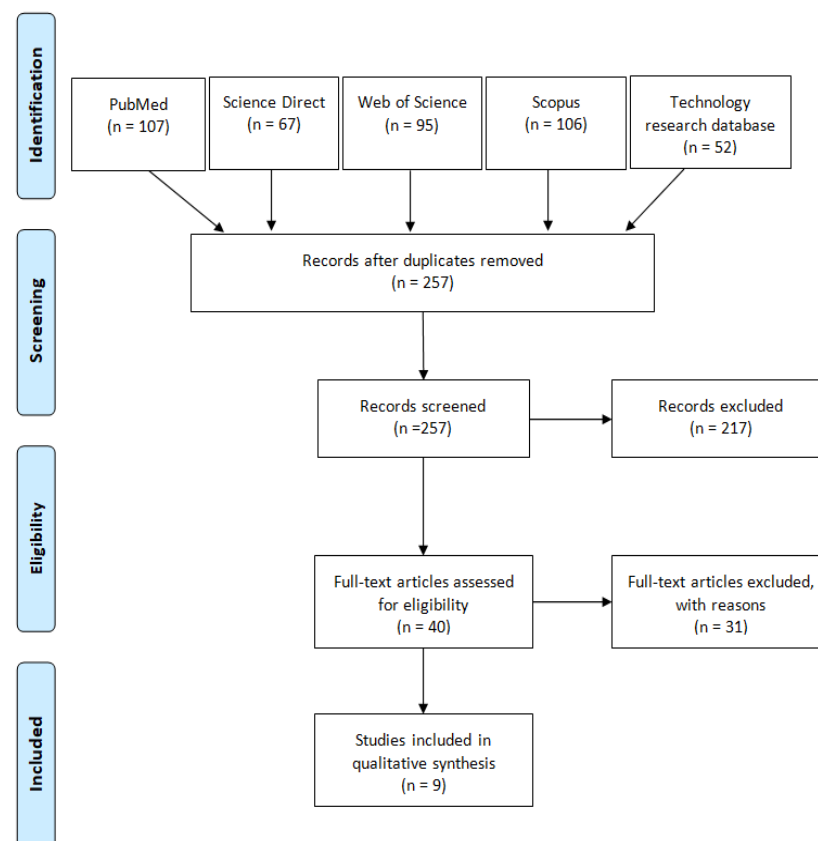 Identification
PubMed
(n = 107)
Science Direct
(n = 67)
Web of Science
(n = 95)
Scopus
(n = 106)
Technology
research database
(n = 52)
Screening
Records after duplicates removed
(n = 257)
Records screened
(n =257)
Records excluded
(n = 217)
Eligibility
Full-text articles assessed
for eligibility
(n = 40)
Full-text articles excluded,
with reasons
(n = 31)
Included
Studies included in
qualitative synthesis
(n = 9)